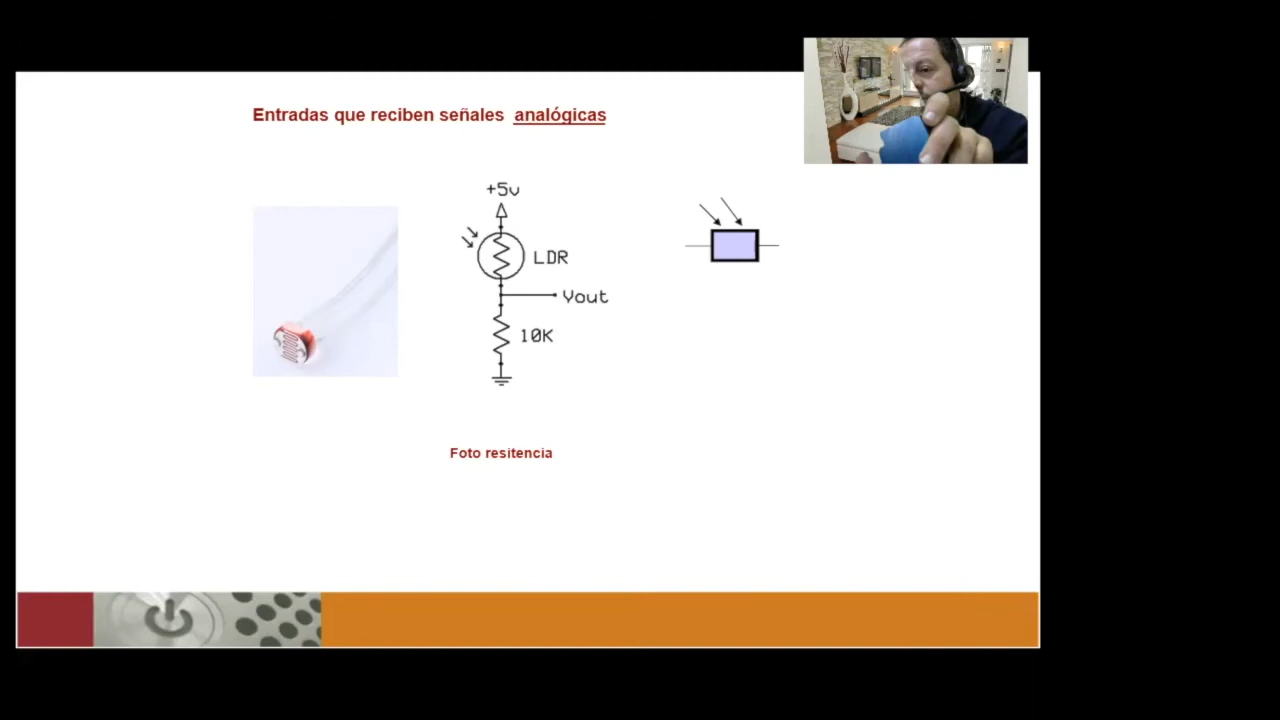 Entradas que reciben señales analógicas
+5v
LDR
Vout
10K
Foto resitencia